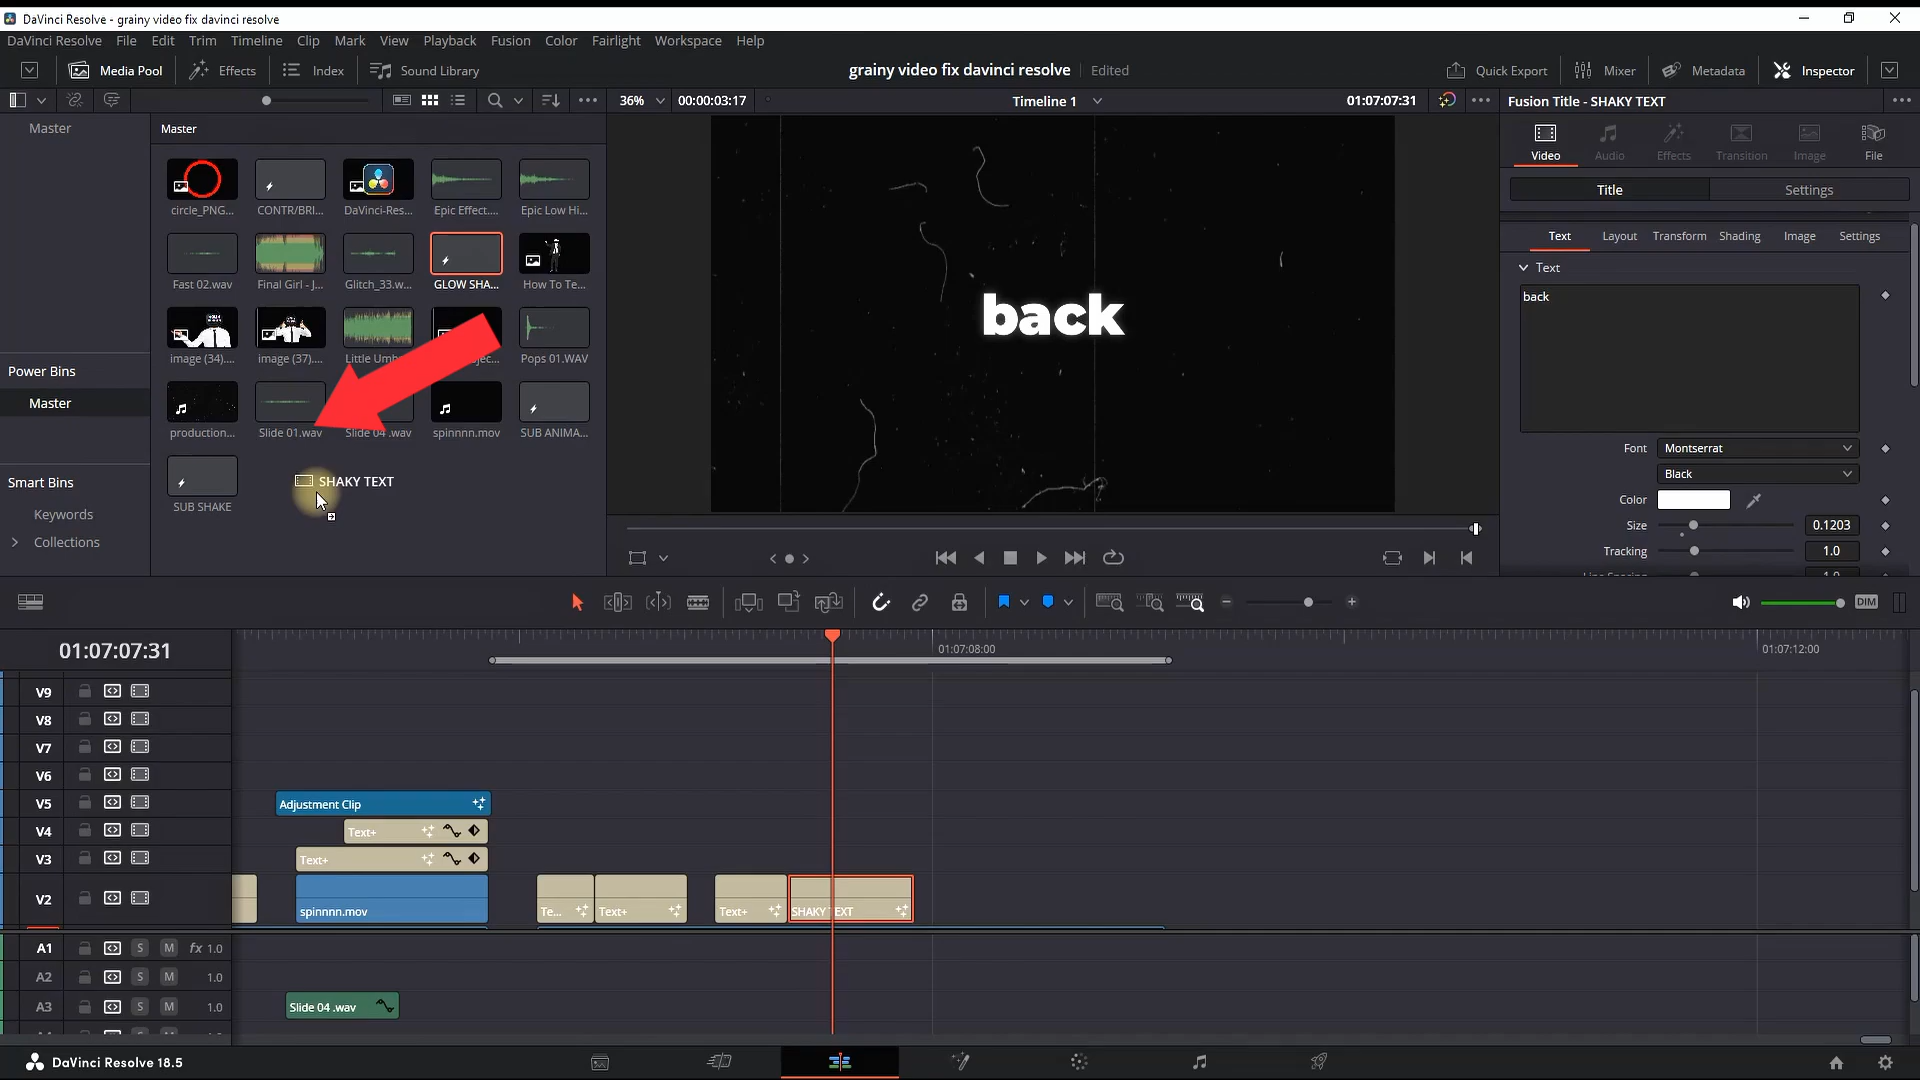 DaVinci Resolve - grainy video fix davinci resolve
DaVinci Resolve File Edit Trim Timeline Clip Mark View Playback Fusion Color Fairlight Workspace Help
Media Pool Effects Index Sound Library grainy video fix davinci resolve Edited Quick Export Mixer Metadata Inspector
36% 00:00:03:17 Timeline 1 01:07:07:31 Fusion Title - SHAKY TEXT
Master Master
Video Audio Effects Transition Image File
Title Settings
circle_PNG... CONTR/BRI... DaVinci-Res... Epic Effect.... Epic Low Hi...
Text Layout Transform Shading Image Settings
Text
Fast 02.wav Final Girl - J... Glitch_33.w... GLOW SHA... How To Te...
back
back
image (34).... image (37).... Pops 01.WAV
Power Bins
Master
production... Slide 01.wav Slide 04 .wav spinnnn.mov SUB ANIMA...
Font Montserrat
Black
Smart Bins
SHAKY TEXT
Color
SUB SHAKE
Keywords
Size 0.1203
Collections
Tracking 1.0
DIM
01:07:07:31
01:07:08:00 01:07:12:00
V9
V8
V7
V6
V5 Adjustment Clip
V4 Text+
V3 Text+
V2 spinnnn.mov Te... Text+ Text+ SHAKY TEXT
A1 S M fx 1.0
A2 S M 1.0
A3 S M 1.0 Slide 04 .wav
DaVinci Resolve 18.5